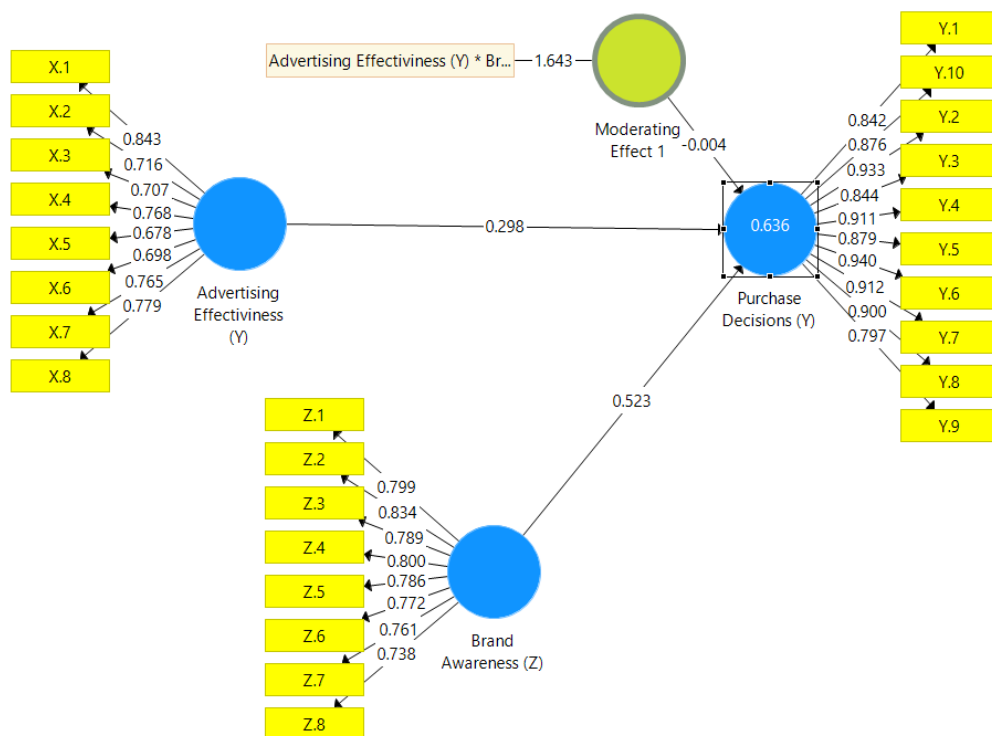 X.1
X.2
X.3
X.4
X.5
X.6
X.7
X.8
0.843
0.716
0.707
0.768
0.678
0.698
0.765
0.779
Advertising
Effectiviness
(Y)
Advertising Effectiviness (Y) * Br...
1.643
Moderating
Effect 1
-0.004
0.298
0.523
0.636
Purchase
Decisions (Y)
0.842
0.876
0.933
0.844
0.911
0.879
0.940
0.912
0.900
0.797
Y.1
Y.10
Y.2
Y.3
Y.4
Y.5
Y.6
Y.7
Y.8
Y.9
Z.1
Z.2
Z.3
Z.4
Z.5
Z.6
Z.7
Z.8
0.799
0.834
0.789
0.800
0.786
0.772
0.761
0.738
Brand
Awareness (Z)